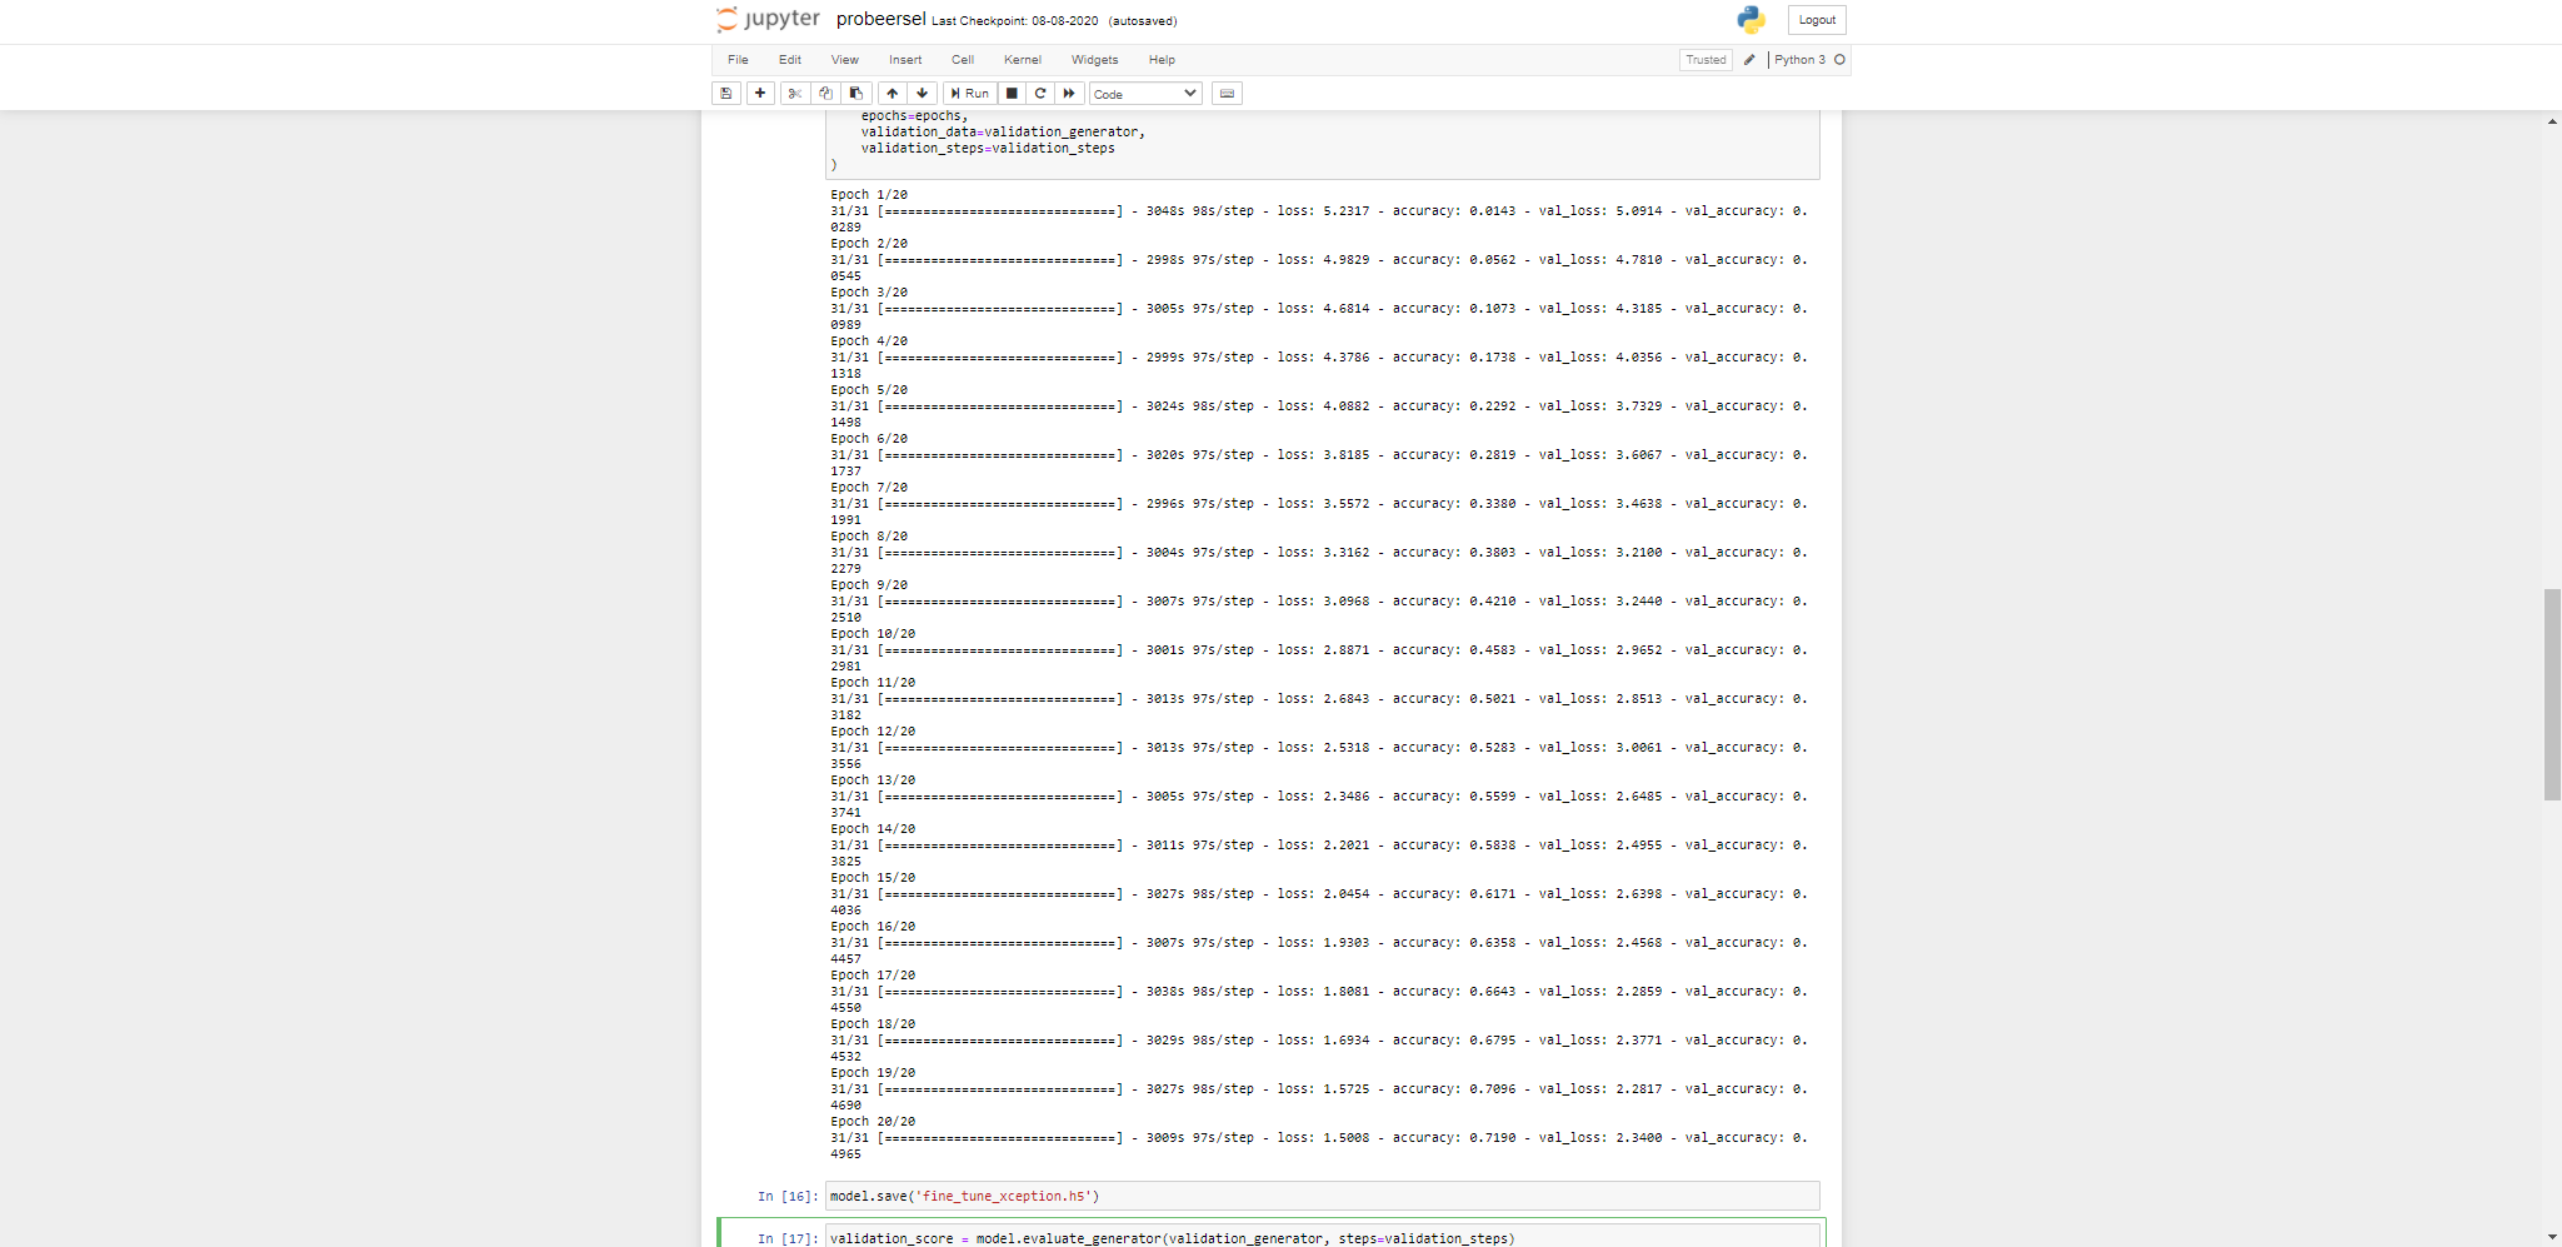 jupyter probeersel Last Checkpoint: 08-08-2020 (autosaved) Logout
File Edit View Insert Cell Kernel Widgets Help Trusted Python 3
Run Code
epochs=epochs,
validation_data=validation_generator,
validation_steps=validation_steps
)
Epoch 1/20
31/31 [==============================] - 3048s 98s/step - loss: 5.2317 - accuracy: 0.0143 - val_loss: 5.0914 - val_accuracy: 0.
0289
Epoch 2/20
31/31 [==============================] - 2998s 97s/step - loss: 4.9829 - accuracy: 0.0562 - val_loss: 4.7810 - val_accuracy: 0.
0545
Epoch 3/20
31/31 [==============================] - 3005s 97s/step - loss: 4.6814 - accuracy: 0.1073 - val_loss: 4.3185 - val_accuracy: 0.
0989
Epoch 4/20
31/31 [==============================] - 2999s 97s/step - loss: 4.3786 - accuracy: 0.1738 - val_loss: 4.0356 - val_accuracy: 0.
1318
Epoch 5/20
31/31 [==============================] - 3024s 98s/step - loss: 4.0882 - accuracy: 0.2292 - val_loss: 3.7329 - val_accuracy: 0.
1498
Epoch 6/20
31/31 [==============================] - 3020s 97s/step - loss: 3.8185 - accuracy: 0.2819 - val_loss: 3.6067 - val_accuracy: 0.
1737
Epoch 7/20
31/31 [==============================] - 2996s 97s/step - loss: 3.5572 - accuracy: 0.3380 - val_loss: 3.4638 - val_accuracy: 0.
1991
Epoch 8/20
31/31 [==============================] - 3004s 97s/step - loss: 3.3162 - accuracy: 0.3803 - val_loss: 3.2100 - val_accuracy: 0.
2279
Epoch 9/20
31/31 [==============================] - 3007s 97s/step - loss: 3.0968 - accuracy: 0.4210 - val_loss: 3.2440 - val_accuracy: 0.
2510
Epoch 10/20
31/31 [==============================] - 3001s 97s/step - loss: 2.8871 - accuracy: 0.4583 - val_loss: 2.9652 - val_accuracy: 0.
2981
Epoch 11/20
31/31 [==============================] - 3013s 97s/step - loss: 2.6843 - accuracy: 0.5021 - val_loss: 2.8513 - val_accuracy: 0.
3182
Epoch 12/20
31/31 [==============================] - 3013s 97s/step - loss: 2.5318 - accuracy: 0.5283 - val_loss: 3.0061 - val_accuracy: 0.
3556
Epoch 13/20
31/31 [==============================] - 3005s 97s/step - loss: 2.3486 - accuracy: 0.5599 - val_loss: 2.6485 - val_accuracy: 0.
3741
Epoch 14/20
31/31 [==============================] - 3011s 97s/step - loss: 2.2021 - accuracy: 0.5838 - val_loss: 2.4955 - val_accuracy: 0.
3825
Epoch 15/20
31/31 [==============================] - 3027s 98s/step - loss: 2.0454 - accuracy: 0.6171 - val_loss: 2.6398 - val_accuracy: 0.
4036
Epoch 16/20
31/31 [==============================] - 3007s 97s/step - loss: 1.9303 - accuracy: 0.6358 - val_loss: 2.4568 - val_accuracy: 0.
4457
Epoch 17/20
31/31 [==============================] - 3038s 98s/step - loss: 1.8081 - accuracy: 0.6643 - val_loss: 2.2859 - val_accuracy: 0.
4550
Epoch 18/20
31/31 [==============================] - 3029s 98s/step - loss: 1.6934 - accuracy: 0.6795 - val_loss: 2.3771 - val_accuracy: 0.
4532
Epoch 19/20
31/31 [==============================] - 3027s 98s/step - loss: 1.5725 - accuracy: 0.7096 - val_loss: 2.2817 - val_accuracy: 0.
4690
Epoch 20/20
31/31 [==============================] - 3009s 97s/step - loss: 1.5008 - accuracy: 0.7190 - val_loss: 2.3400 - val_accuracy: 0.
4965
In [16]: model.save('fine_tune_xception.h5')
In [17]: validation_score = model.evaluate_generator(validation_generator, steps=validation_steps)